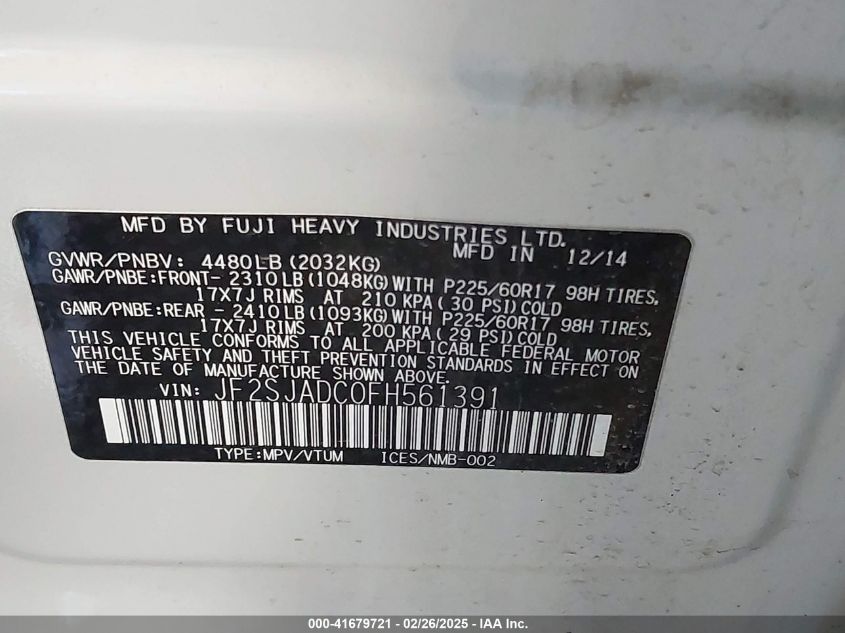 MFD BY FUJI HEAVY INDUSTRIES LTD.
GVWR/PNBV: 4480LB(2032KG) MFD IN 12/14
GAWR/PNBE:FRONT- 2310LB(1048KG)WITH P225/60R17 98H TIRES,
17X7J RIMS AT 210 KPA(30 PSI)COLD
GAWR/PNBE:REAR - 2410LB(1093KG)WITH P225/60R17 98H TIRES,
17X7J RIMS AT 200 KPA(29 PSI)COLD
THIS VEHICLE CONFORMS TO ALL APPLICABLE FEDERAL MOTOR
VEHICLE SAFETY AND THEFT PREVENTION STANDARDS IN EFFECT ON
THE DATE OF MANUFACTURE SHOWN ABOVE.
VIN: JF2SJADC0FH561391
TYPE:MPV/VTUM ICES/NMB-002
000-41679721 - 02/26/2025 - IAA Inc.